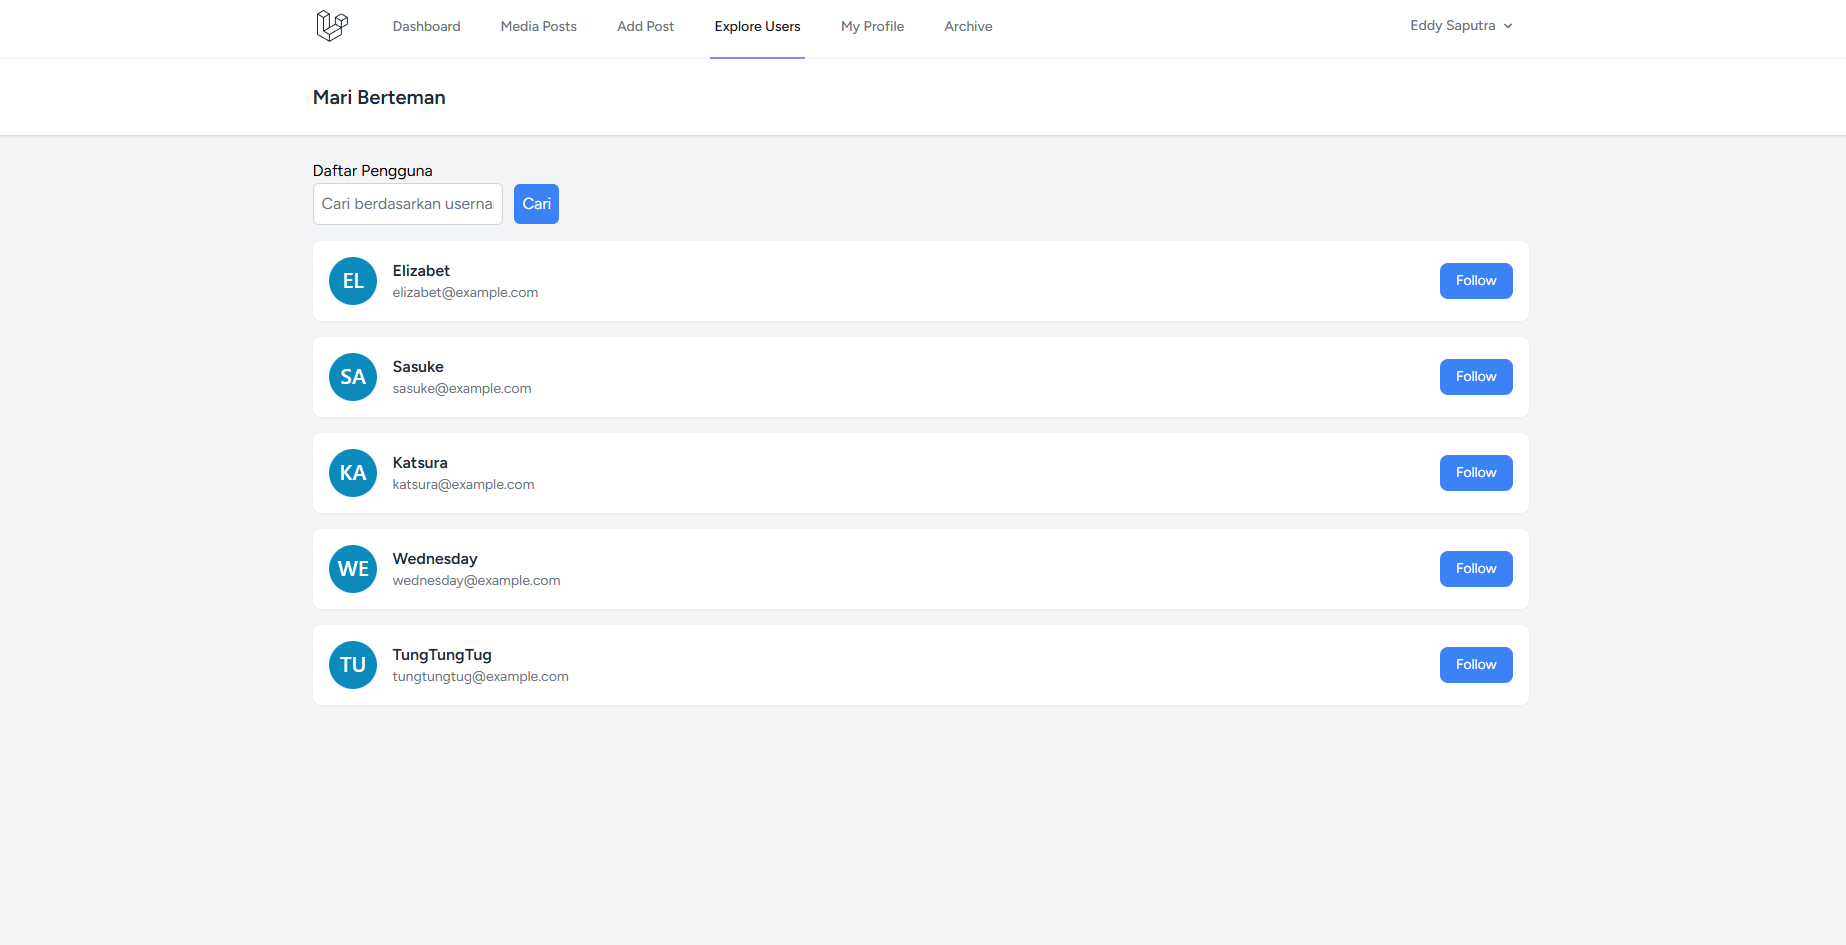 Dashboard Media Posts Add Post Explore Users My Profile Archive Eddy Saputra
Mari Berteman
Daftar Pengguna
Cari berdasarkan userna Cari
EL Elizabet Follow
elizabet@example.com
SA Sasuke Follow
sasuke@example.com
KA Katsura Follow
katsura@example.com
WE Wednesday Follow
wednesday@example.com
TU TungTungTug Follow
tungtungtug@example.com